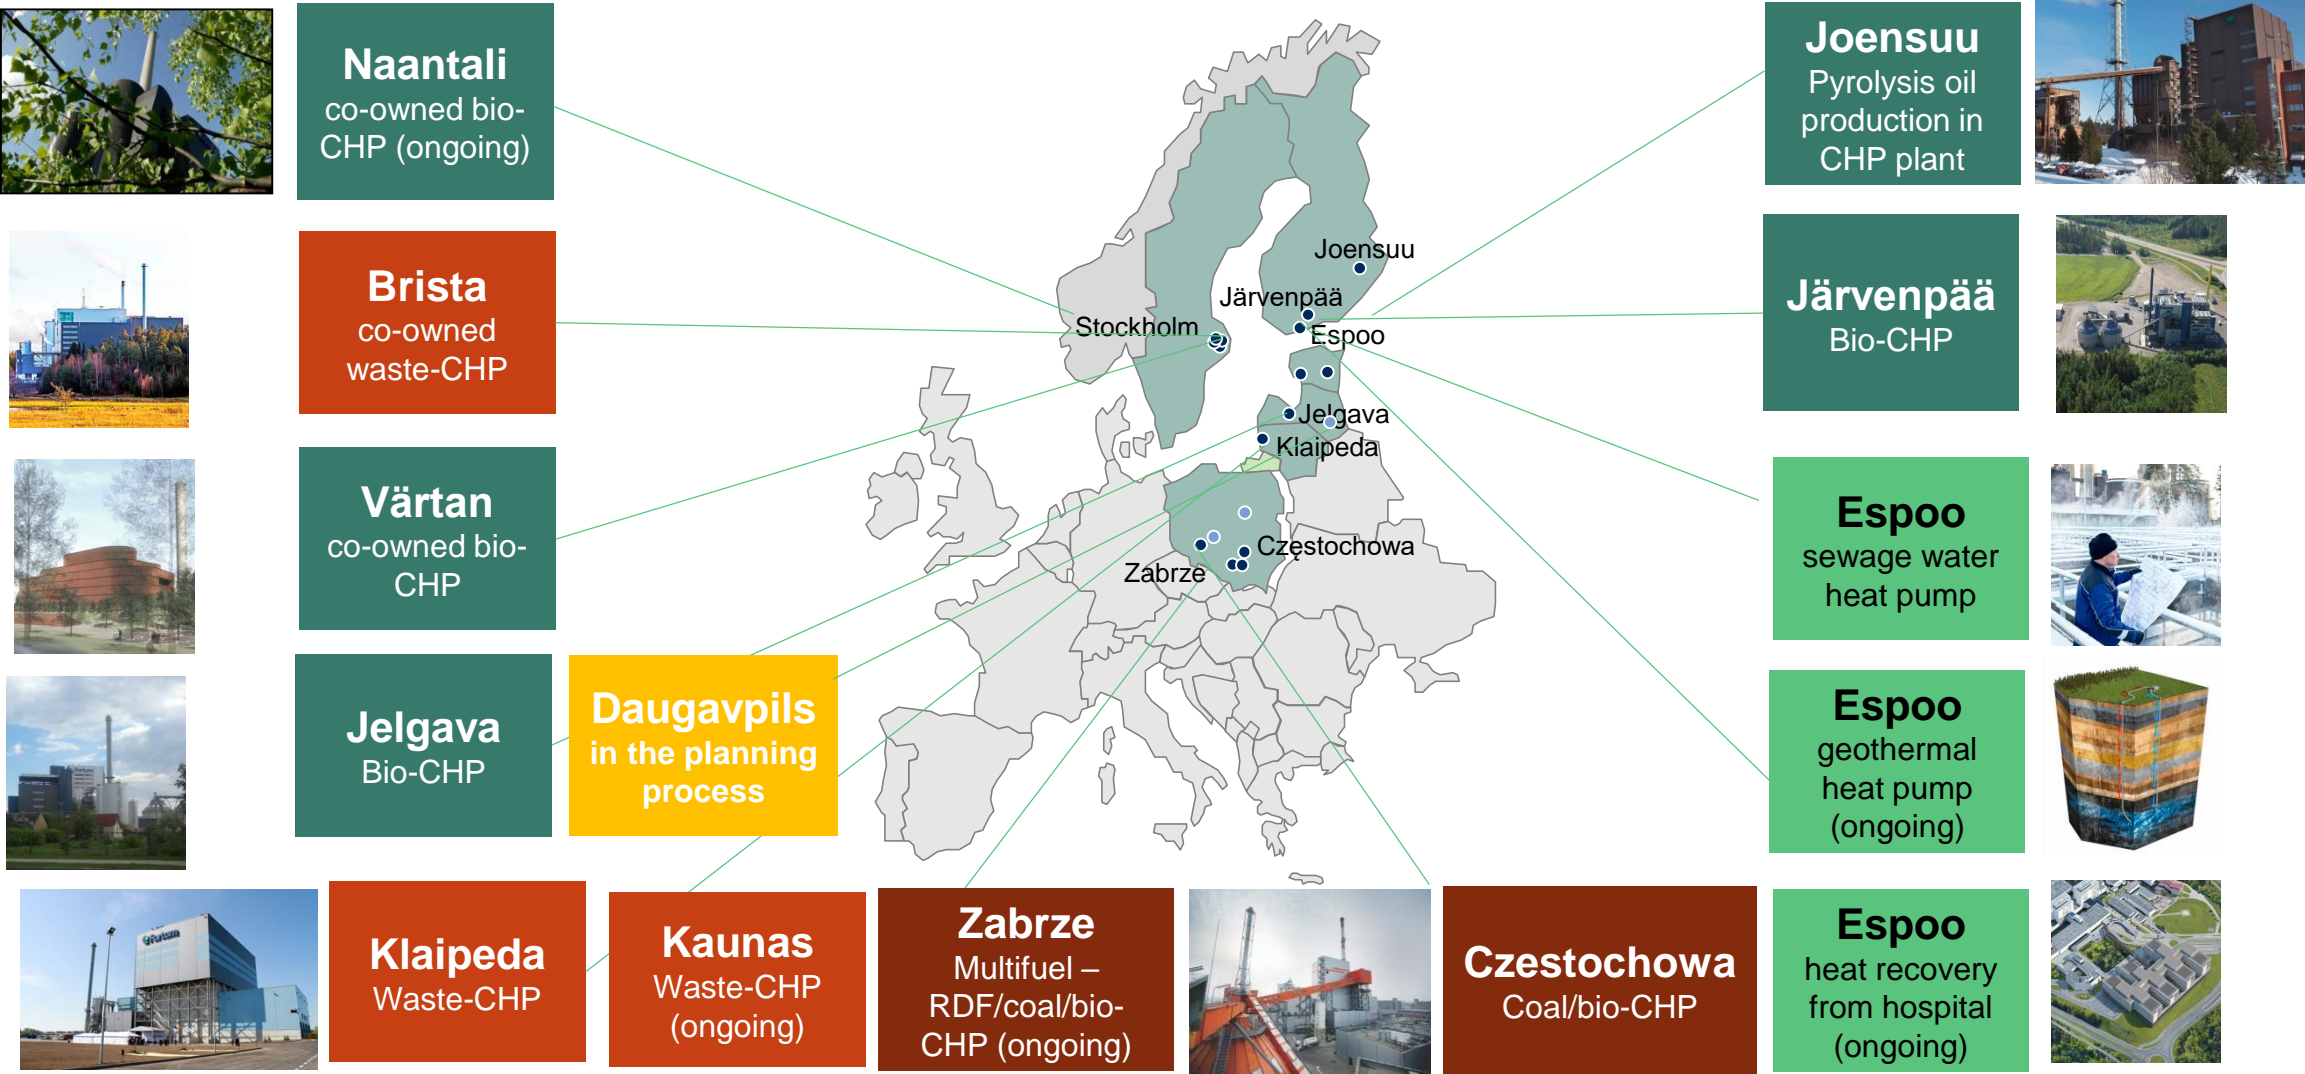 Naantali
co-owned bio-
CHP (ongoing)
Brista
co-owned
waste-CHP
Värtan
co-owned bio-
CHP
Jelgava
Bio-CHP
Daugavpils
in the planning
process
Klaipeda
Waste-CHP
Kaunas
Waste-CHP
(ongoing)
Zabrze
Multifuel –
RDF/coal/bio-
CHP (ongoing)
Czestochowa
Coal/bio-CHP
Joensuu
Pyrolysis oil
production in
CHP plant
Järvenpää
Bio-CHP
Espoo
sewage water
heat pump
Espoo
geothermal
heat pump
(ongoing)
Espoo
heat recovery
from hospital
(ongoing)
Joensuu
Järvenpää
Stockholm
Espoo
Jelgava
Klaipeda
Częstochowa
Zabrze
Fortum